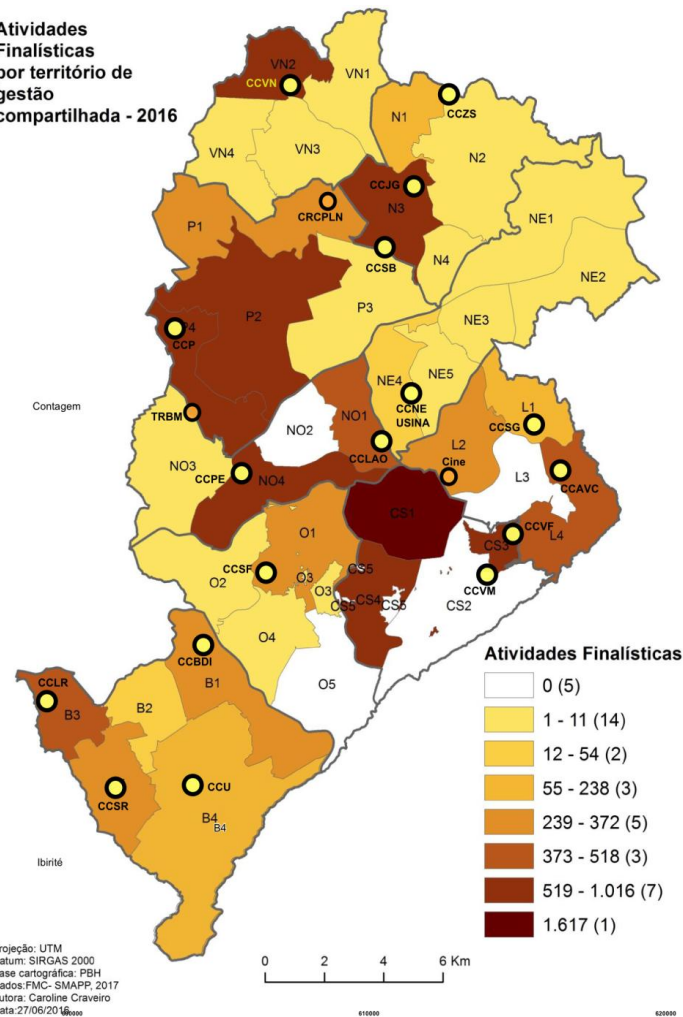 Atividades
Finalísticas
por território de
gestão
compartilhada - 2016
VN2
VN1
CCVN
N1
CCZS
VN4
VN3
N2
CCJG
N3
CRCPLN
P1
NE1
CCSB
N4
NE2
P3
P2
P4
CCP
NE3
NE4
NE5
Contagem
CCNE
USINA
L1
CCSG
TRBM
NO1
NO2
L2
CCLAO
Cine
NO3
CCPE
NO4
L3
CCAVC
CS1
CCVF
L4
CS3
O1
CCSF
O2
O3
O3
CS5
CS5
CS4
CS5
CCVM
CS2
O4
CCBDI
O5
B1
CCLR
B3
B2
CCSR
CCU
B4
B4
Ibirité
Atividades Finalísticas
0 (5)
1 - 11 (14)
12 - 54 (2)
55 - 238 (3)
239 - 372 (5)
373 - 518 (3)
519 - 1.016 (7)
1.617 (1)
rojeção: UTM
atum: SIRGAS 2000
ase cartográfica: PBH
ados:FMC- SMAPP, 2017
utora: Caroline Craveiro
ata:27/06/2016
0 2 4 6 Km
610000
620000